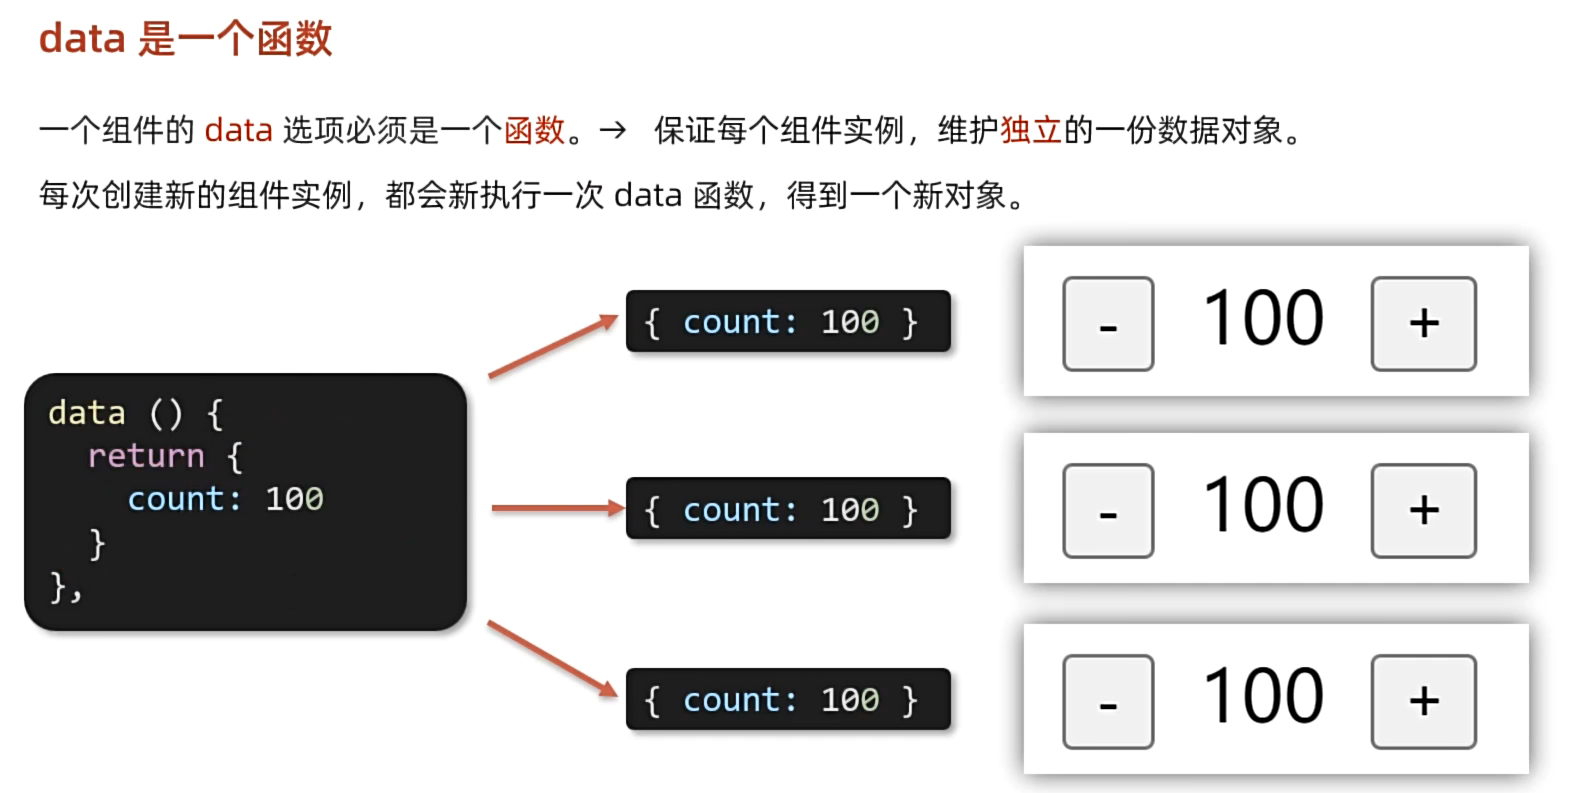 data 是一个函数
一个组件的 data 选项必须是一个函数。→ 保证每个组件实例，维护独立的一份数据对象。
每次创建新的组件实例，都会新执行一次 data 函数，得到一个新对象。
data () {
  return {
    count: 100
  }
},
{ count: 100 }
- 100 +
{ count: 100 }
- 100 +
{ count: 100 }
- 100 +